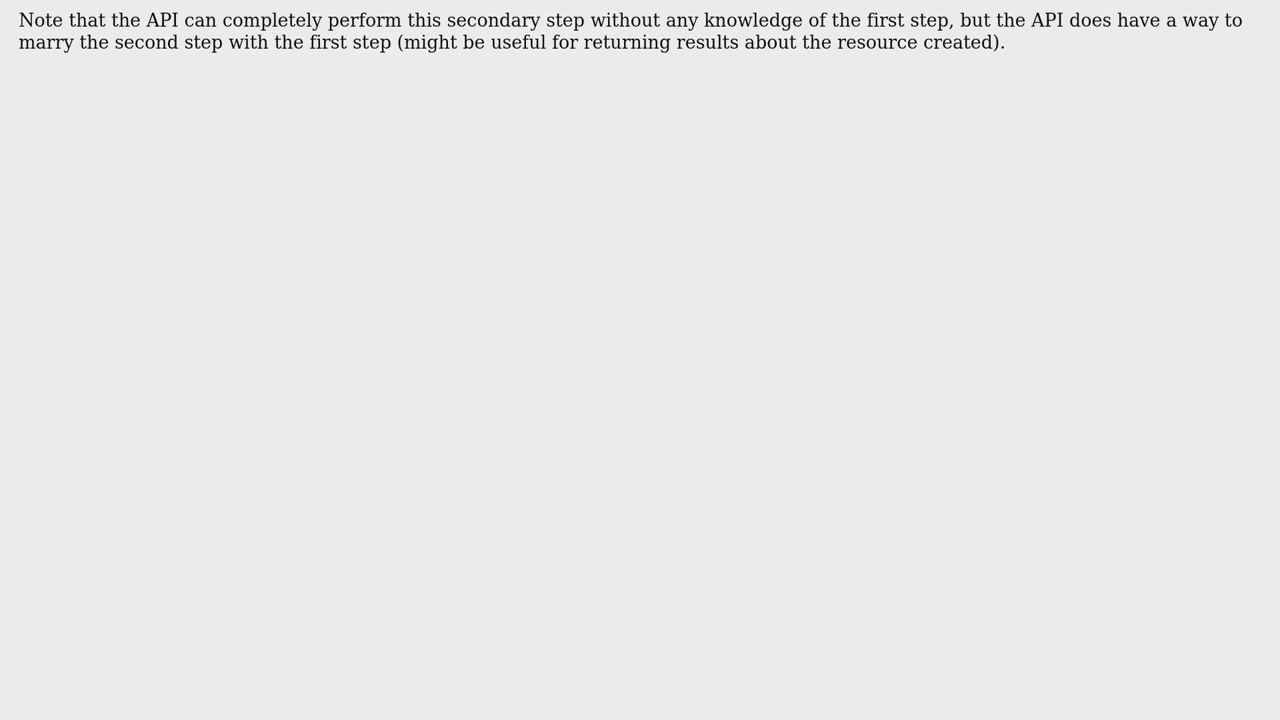 Note that the API can completely perform this secondary step without any knowledge of the first step, but the API does have a way to
marry the second step with the first step (might be useful for returning results about the resource created).